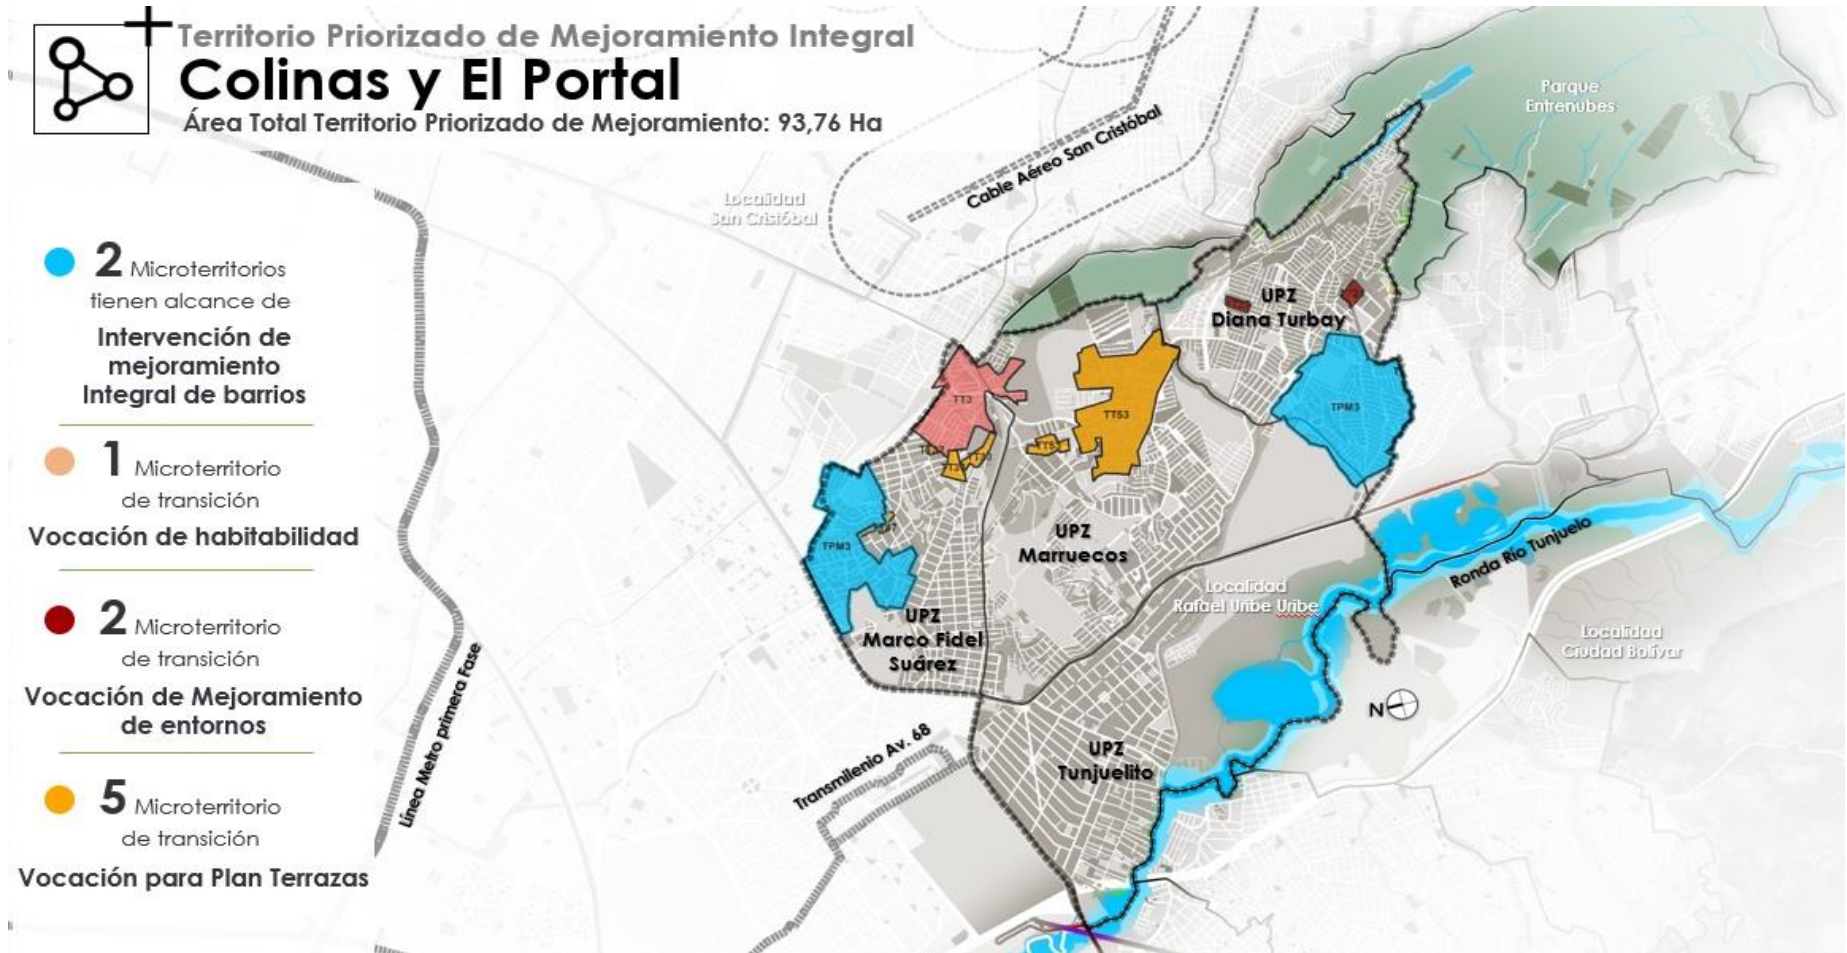 Territorio Priorizado de Mejoramiento Integral
Colinas y El Portal
Área Total Territorio Priorizado de Mejoramiento: 93,76 Ha
2 Microterritorios
tienen alcance de
Intervención de
mejoramiento
Integral de barrios
1 Microterritorio
de transición
Vocación de habitabilidad
2 Microterritorio
de transición
Vocación de Mejoramiento
de entornos
5 Microterritorio
de transición
Vocación para Plan Terrazas
Línea Metro primera Fase
Transmilenio Av. 68
Localidad
San Cristóbal
Cable Aéreo San Cristóbal
Parque
Entrenubes
UPZ
Diana Turbay
TT3
TT53
TPM3
TPM3
UPZ
Marruecos
UPZ
Marco Fidel
Suárez
Localidad
Rafael Uribe Uribe
Ronda Río Tunjuelo
Localidad
Ciudad Bolívar
N
UPZ
Tunjuelito